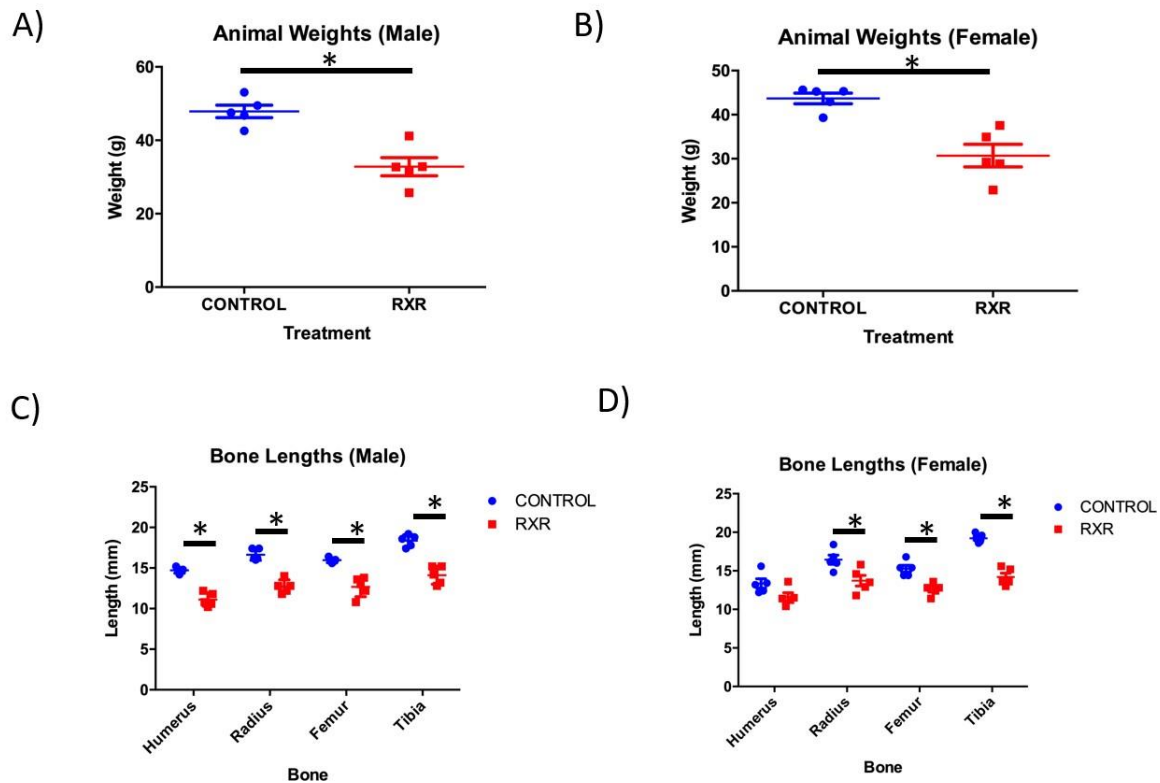 A)
Animal Weights (Male)
*
60
40
20
0
Weight (g)
CONTROL RXR
Treatment
B)
Animal Weights (Female)
*
50
40
30
20
10
0
Weight (g)
CONTROL RXR
Treatment
C)
Bone Lengths (Male)
25
20
15
10
5
0
Length (mm)
* * * *
CONTROL
RXR
Humerus Radius Femur Tibia
Bone
D)
Bone Lengths (Female)
25
20
15
10
5
0
Length (mm)
* * *
CONTROL
RXR
Humerus Radius Femur Tibia
Bone